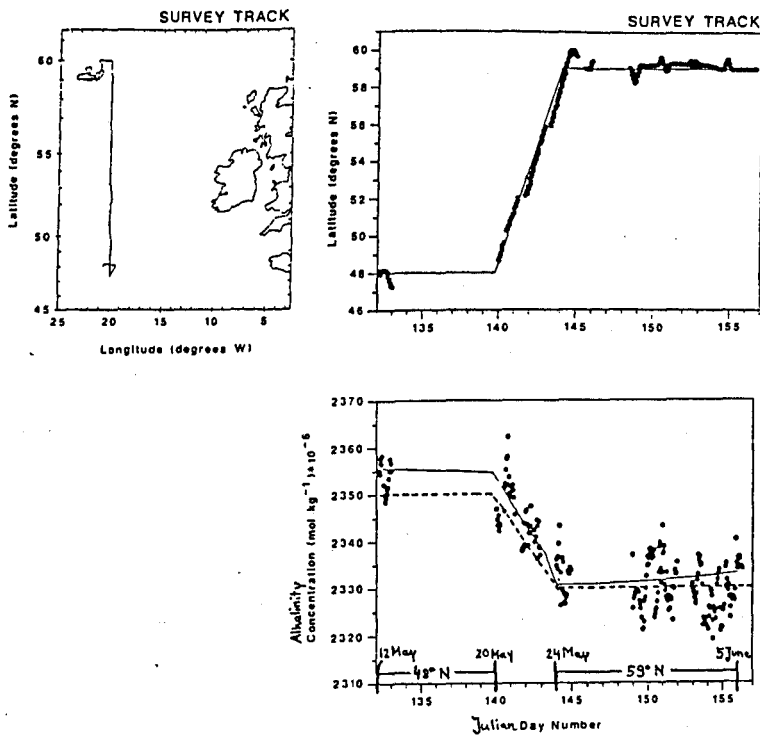 SURVEY TRACK
60
55
50
45
Latitude (degrees N)
25
20
15
10
5
Longitude (degrees W)
SURVEY TRACK
60
58
56
54
52
50
48
46
Latitude (degrees N)
135
140
145
150
155
2370
2360
2350
2340
2330
2320
2310
Alkalinity
Concentration (mol kg⁻¹) * 10⁻⁶
12 May
20 May
24 May
5 June
48° N
59° N
135
140
145
150
155
Julian Day Number